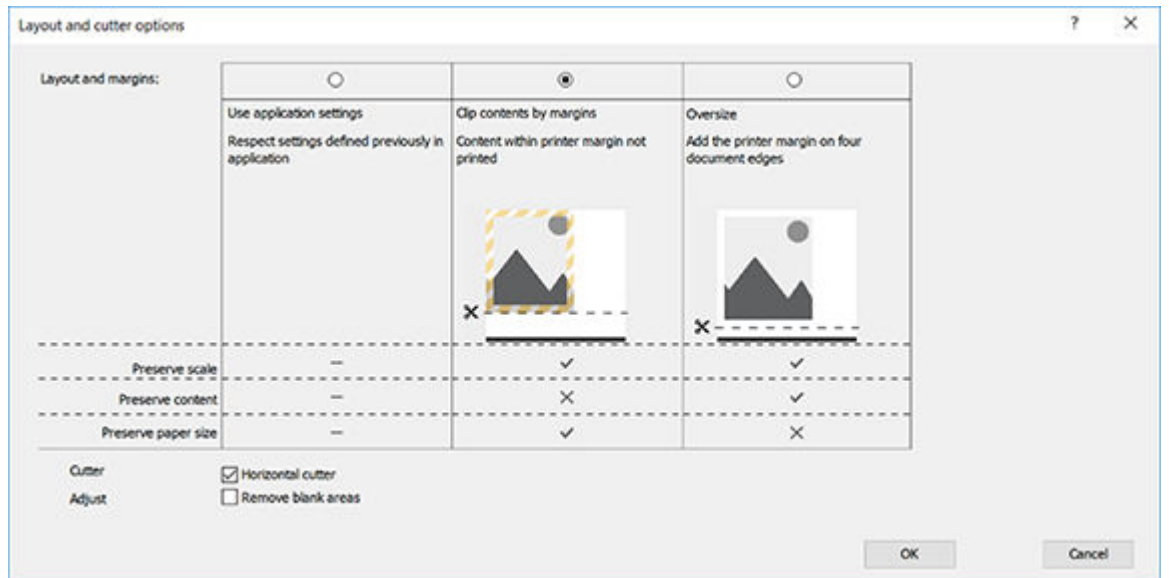 Layout and cutter options
Layout and margins:
Use application settings
Respect settings defined previously in
application
Clip contents by margins
Content within printer margin not
printed
Oversize
Add the printer margin on four
document edges
Preserve scale
Preserve content
Preserve paper size
Cutter
Horizontal cutter
Adjust
Remove blank areas
OK
Cancel